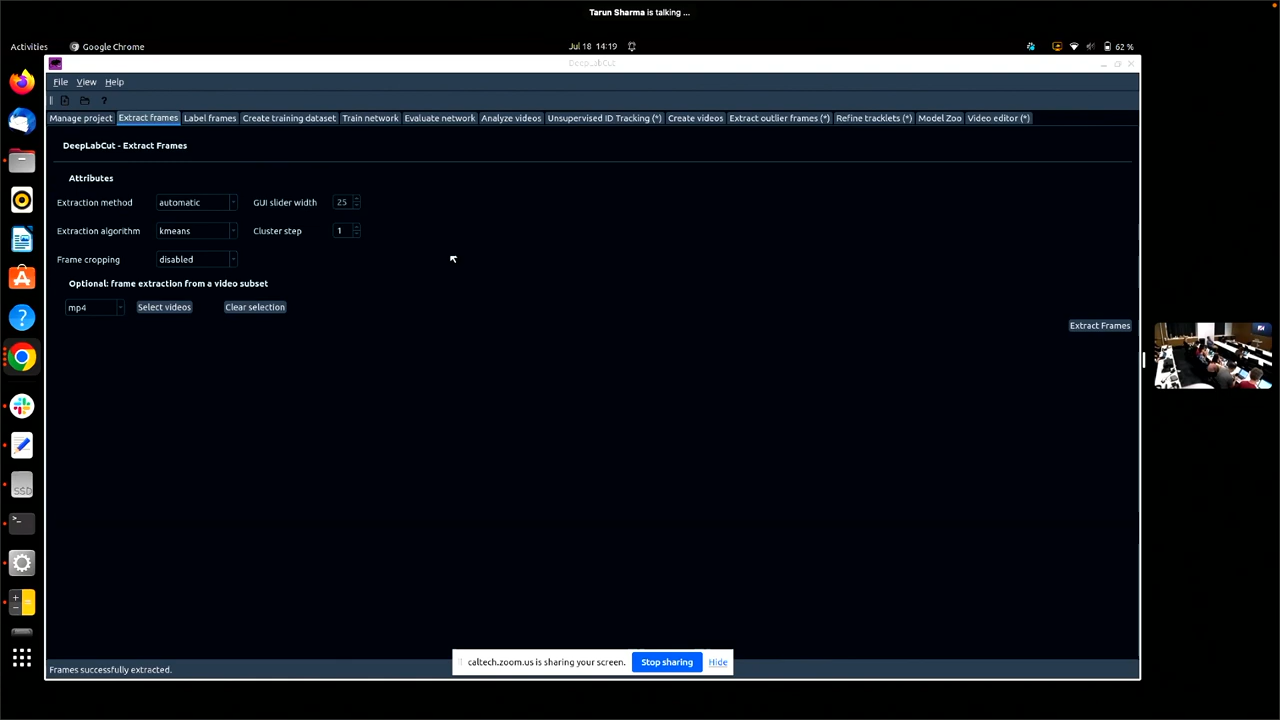 Tarun Sharma is talking ...
Activities
Google Chrome
Jul 18 14:19
62 %
DeepLabCut
File View Help
Manage project Extract frames Label frames Create training dataset Train network Evaluate network Analyze videos Unsupervised ID Tracking (*) Create videos Extract outlier frames (*) Refine tracklets (*) Model Zoo Video editor (*)
DeepLabCut - Extract Frames
Attributes
Extraction method automatic GUI slider width 25
Extraction algorithm kmeans Cluster step 1
Frame cropping disabled
Optional: frame extraction from a video subset
mp4 Select videos Clear selection
Extract Frames
SSD
caltech.zoom.us is sharing your screen. Stop sharing Hide
Frames successfully extracted.